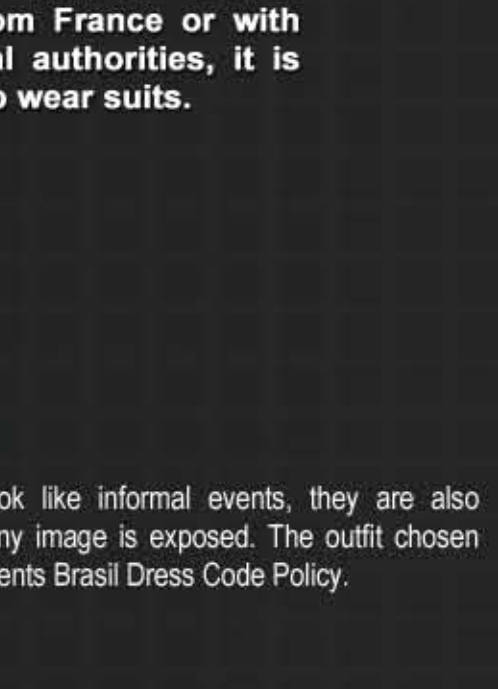 om France or with
l authorities, it is
o wear suits.
ok like informal events, they are also
ny image is exposed. The outfit chosen
ents Brasil Dress Code Policy.